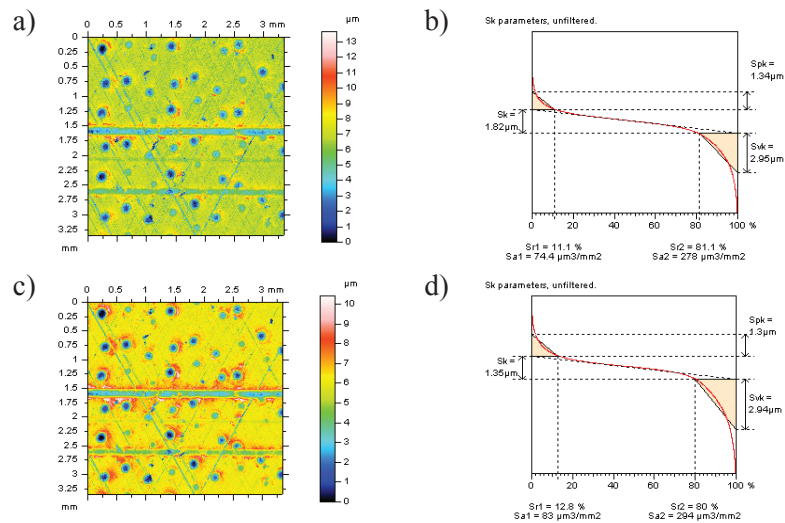 a)
0 1 2 3 mm
µm
0
0.25
0.5
0.75
1
1.25
1.5
1.75
2
2.25
2.5
2.75
3
3.25
mm
13
12
11
10
9
8
7
6
5
4
3
2
1
0
b)
Sk parameters, unfiltered.
Spk =
1.34µm
Sk =
1.82µm
Svk =
2.95µm
0 20 40 60 80 100 %
Sr1 = 11.1 % Sr2 = 81.1 %
Sa1 = 74.4 µm3/mm2 Sa2 = 278 µm3/mm2
c)
0 0.5 1 1.5 2 2.5 3 mm
µm
0
0.25
0.5
0.75
1
1.25
1.5
1.75
2
2.25
2.5
2.75
3
3.25
mm
10
9
8
7
6
5
4
3
2
1
0
d)
Sk parameters, unfiltered.
Spk =
1.3µm
Sk =
1.35µm
Svk =
2.94µm
0 20 40 60 80 100 %
Sr1 = 12.8 % Sr2 = 80 %
Sa1 = 83 µm3/mm2 Sa2 = 294 µm3/mm2